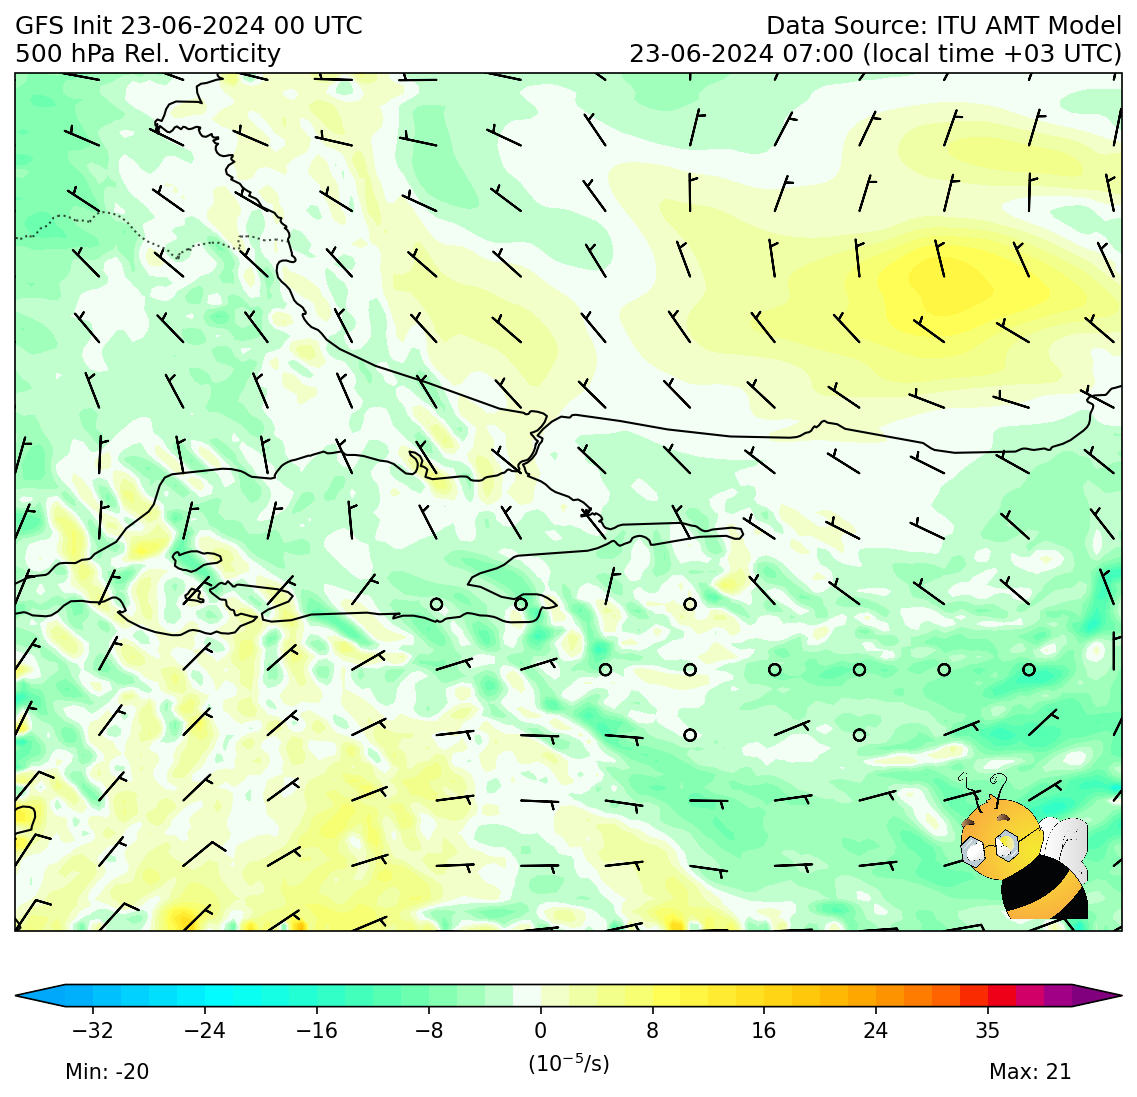 GFS Init 23-06-2024 00 UTC
Data Source: ITU AMT Model
500 hPa Rel. Vorticity
23-06-2024 07:00 (local time +03 UTC)
−32 −24 −16 −8 0 8 16 24 35
(10⁻⁵/s)
Min: -20
Max: 21